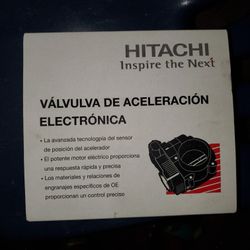 HITACHI
Inspire the Next
VÁLVULVA DE ACELERACIÓN
ELECTRÓNICA
• La avanzada tecnologpía del sensor
de posición del acelerador
• El potente motor eléctrico proporciona
una respuesta rápida y precisa
• Los materiales y relaciones de
engranajes específicos de OE
proporcionan un control preciso